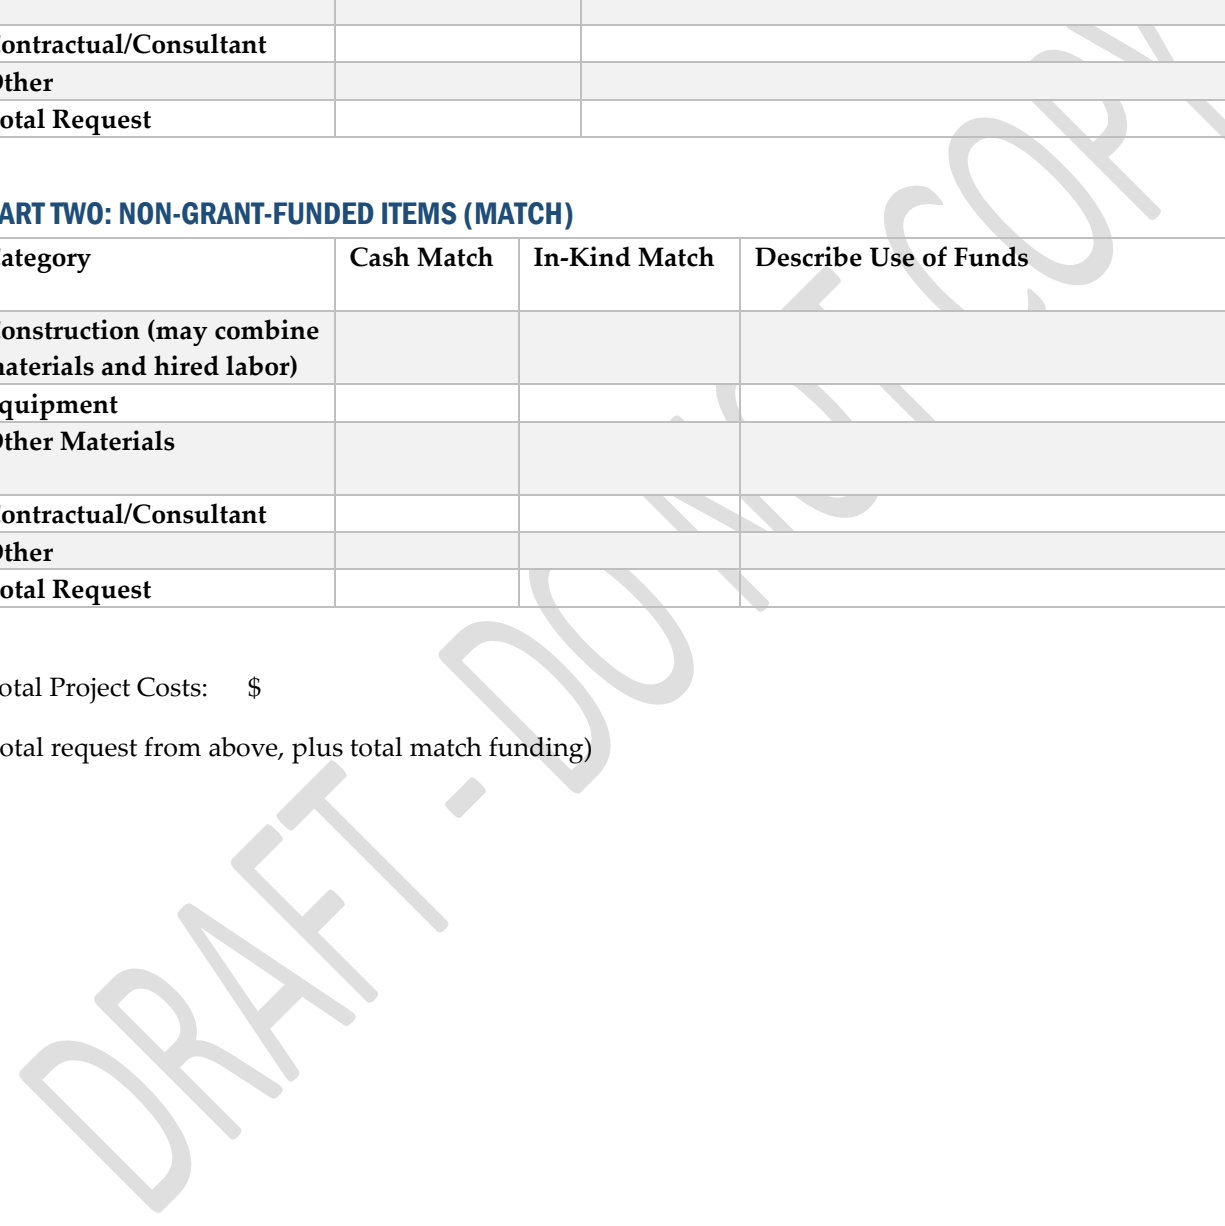 ontractual/Consultant
ther
otal Request
ART TWO: NON-GRANT-FUNDED ITEMS (MATCH)
ategory Cash Match In-Kind Match Describe Use of Funds
onstruction (may combine
aterials and hired labor)
quipment
ther Materials
ontractual/Consultant
ther
otal Request
otal Project Costs: $
otal request from above, plus total match funding)
DRAFT - DO NOT COPY